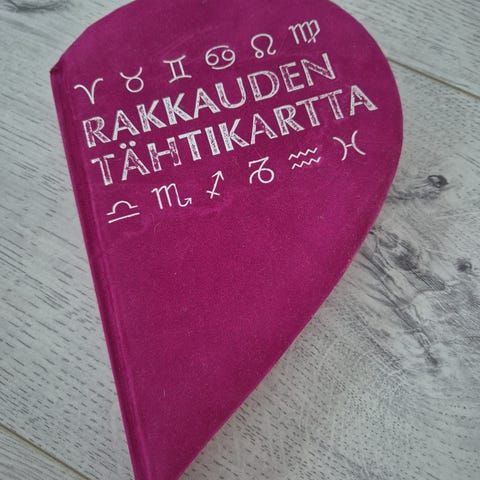 ♈ ♉ ♊ ♋ ♌ ♍
RAKKAUDEN
TÄHTIKARTTA
♎ ♏ ♐ ♑ ♒ ♓